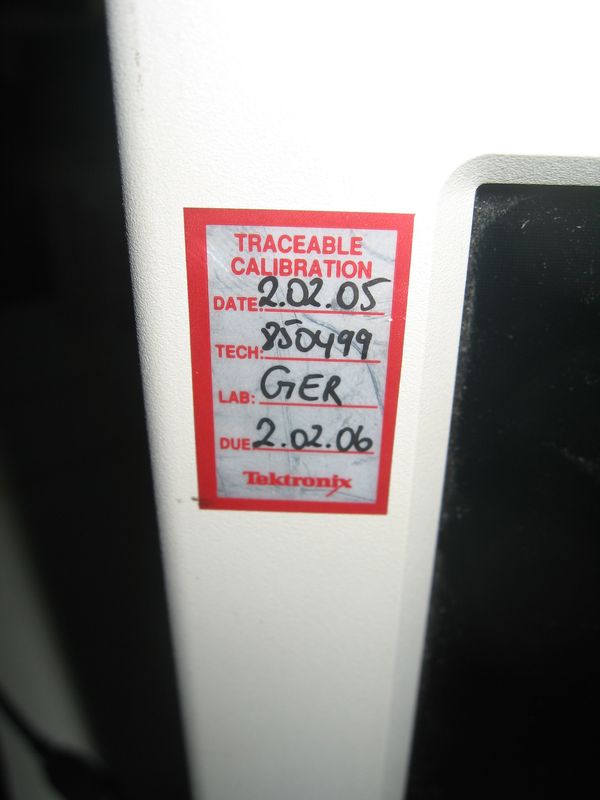 TRACEABLE
CALIBRATION
DATE: 2.02.05
TECH: 850499
LAB: GER
DUE 2.02.06
Tektronix